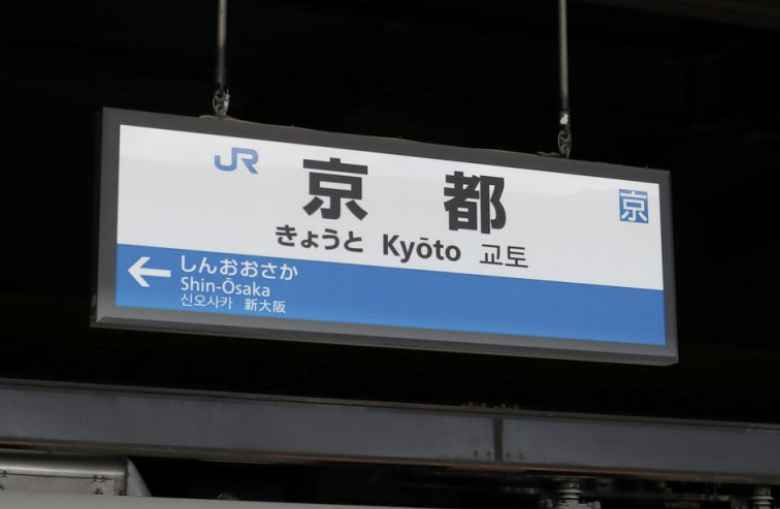 JR 京都 京
きょうと Kyōto 교토
← しんおおさか
Shin-Ōsaka
신오사카 新大阪